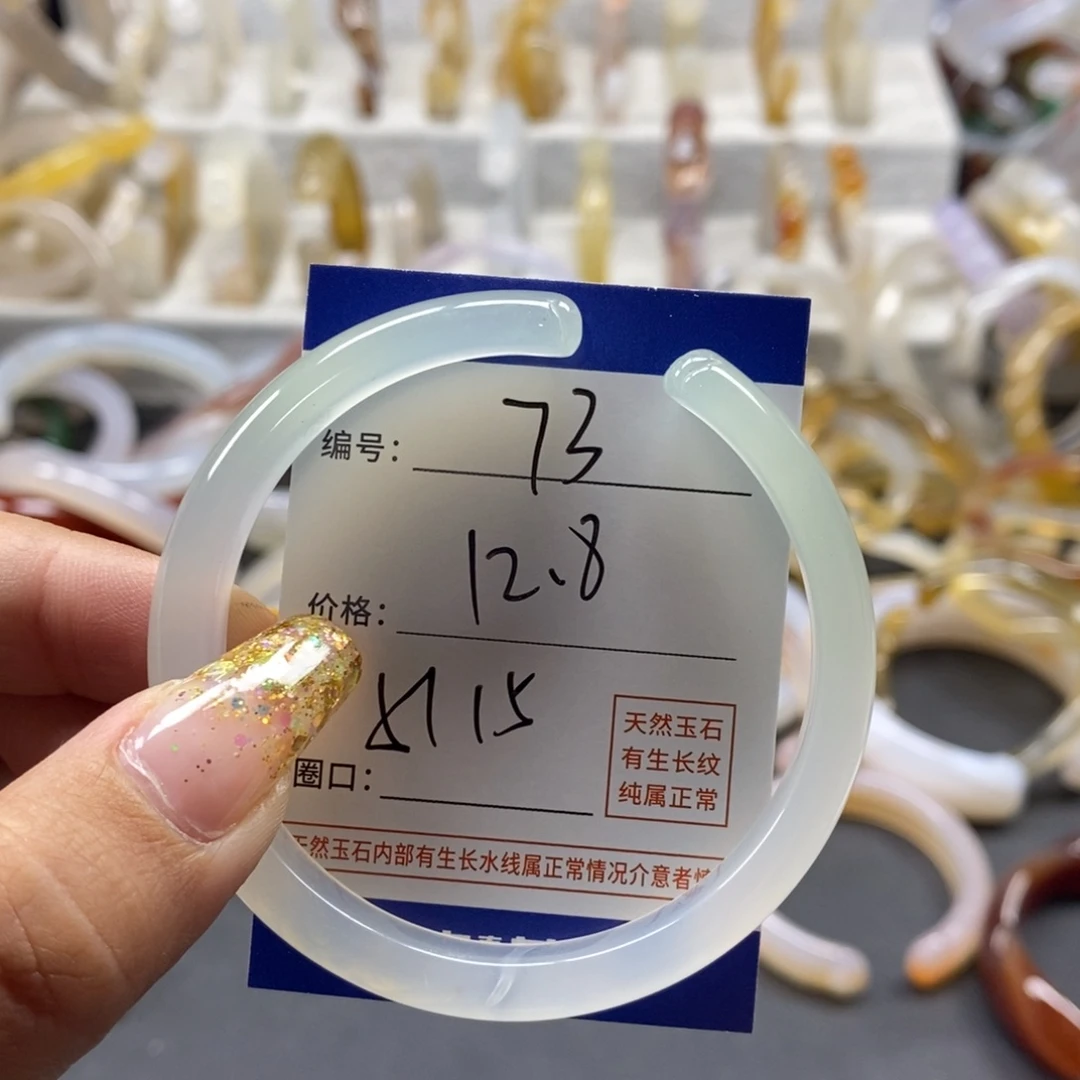 编号： 73
价格： 12.8
15
圈口：
天然玉石
有生长纹
纯属正常
天然玉石内部有生长水线属正常情况介意者慎